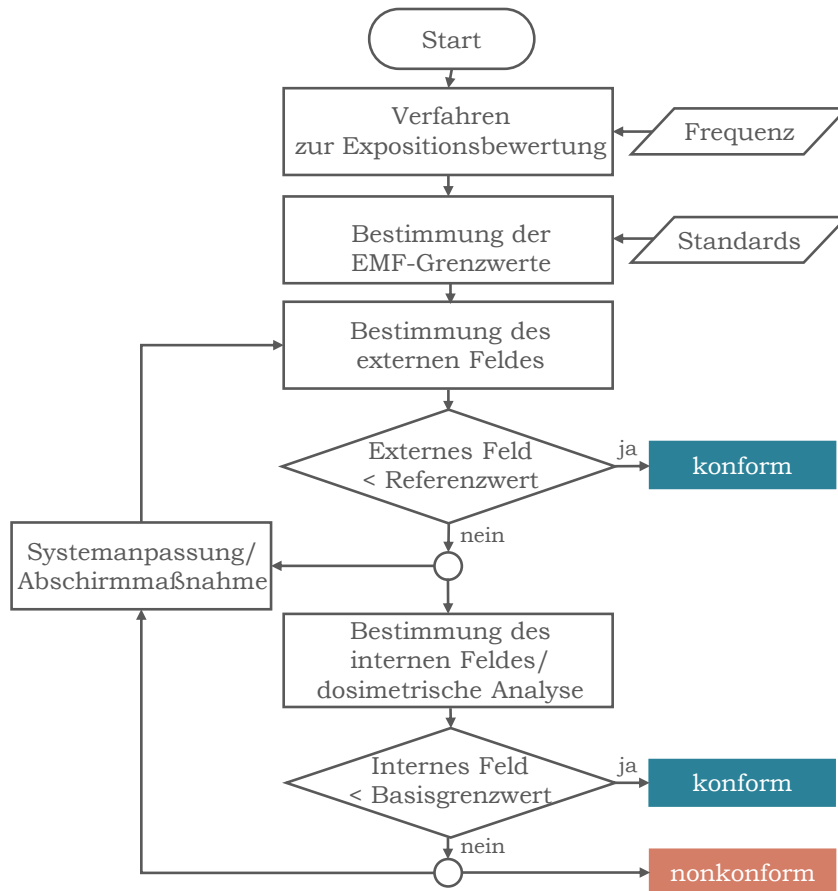 Start
Verfahren
zur Expositionsbewertung
Frequenz
Bestimmung der
EMF-Grenzwerte
Standards
Bestimmung des
externen Feldes
Externes Feld
< Referenzwert
ja
konform
nein
Systemanpassung/
Abschirmmaßnahme
Bestimmung des
internen Feldes/
dosimetrische Analyse
Internes Feld
< Basisgrenzwert
ja
konform
nein
nonkonform